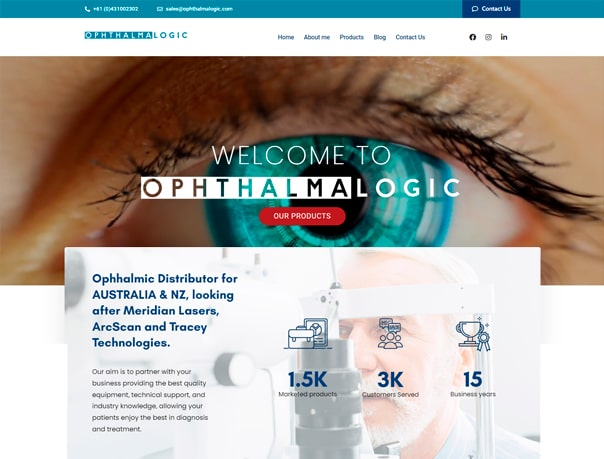 +61 (0)431002302
sales@ophthalmalogic.com
Contact Us
OPHTHALMALOGIC
Home
About me
Products
Blog
Contact Us
WELCOME TO
OPHTHALMALOGIC
OUR PRODUCTS
Ophhalmic Distributor for
AUSTRALIA & NZ, looking
after Meridian Lasers,
ArcScan and Tracey
Technologies.
Our aim is to partner with your
business providing the best quality
equipment, technical support, and
industry knowledge, allowing your
patients enjoy the best in diagnosis
and treatment.
1.5K
Marketed products
3K
Customers Served
15
Business years